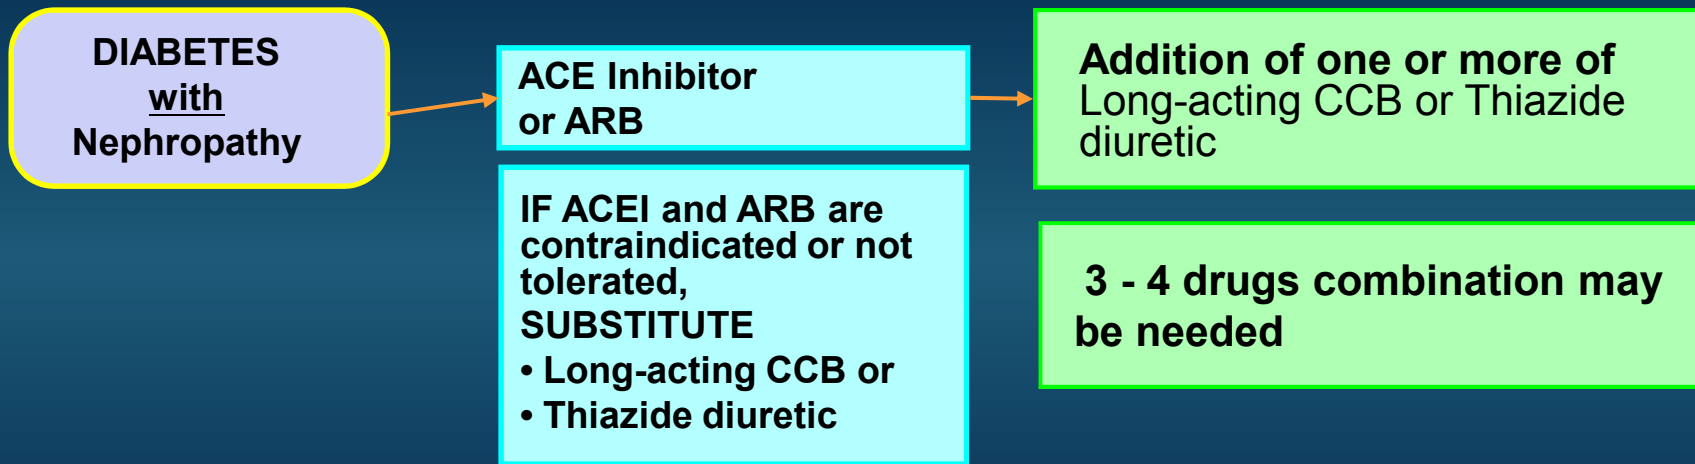 DIABETES
with
Nephropathy
ACE Inhibitor
or ARB
IF ACEI and ARB are
contraindicated or not
tolerated,
SUBSTITUTE
• Long-acting CCB or
• Thiazide diuretic
Addition of one or more of
Long-acting CCB or Thiazide
diuretic
3 - 4 drugs combination may
be needed